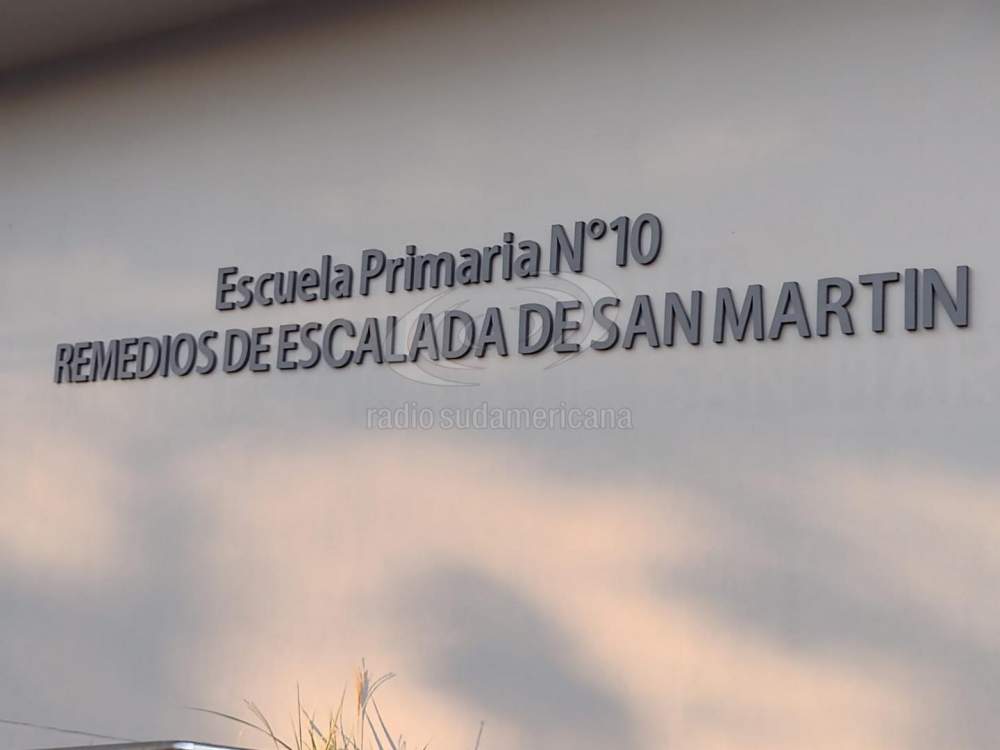 Escuela Primaria N°10
REMEDIOS DE ESCALADA DE SAN MARTIN
radio sudamericana